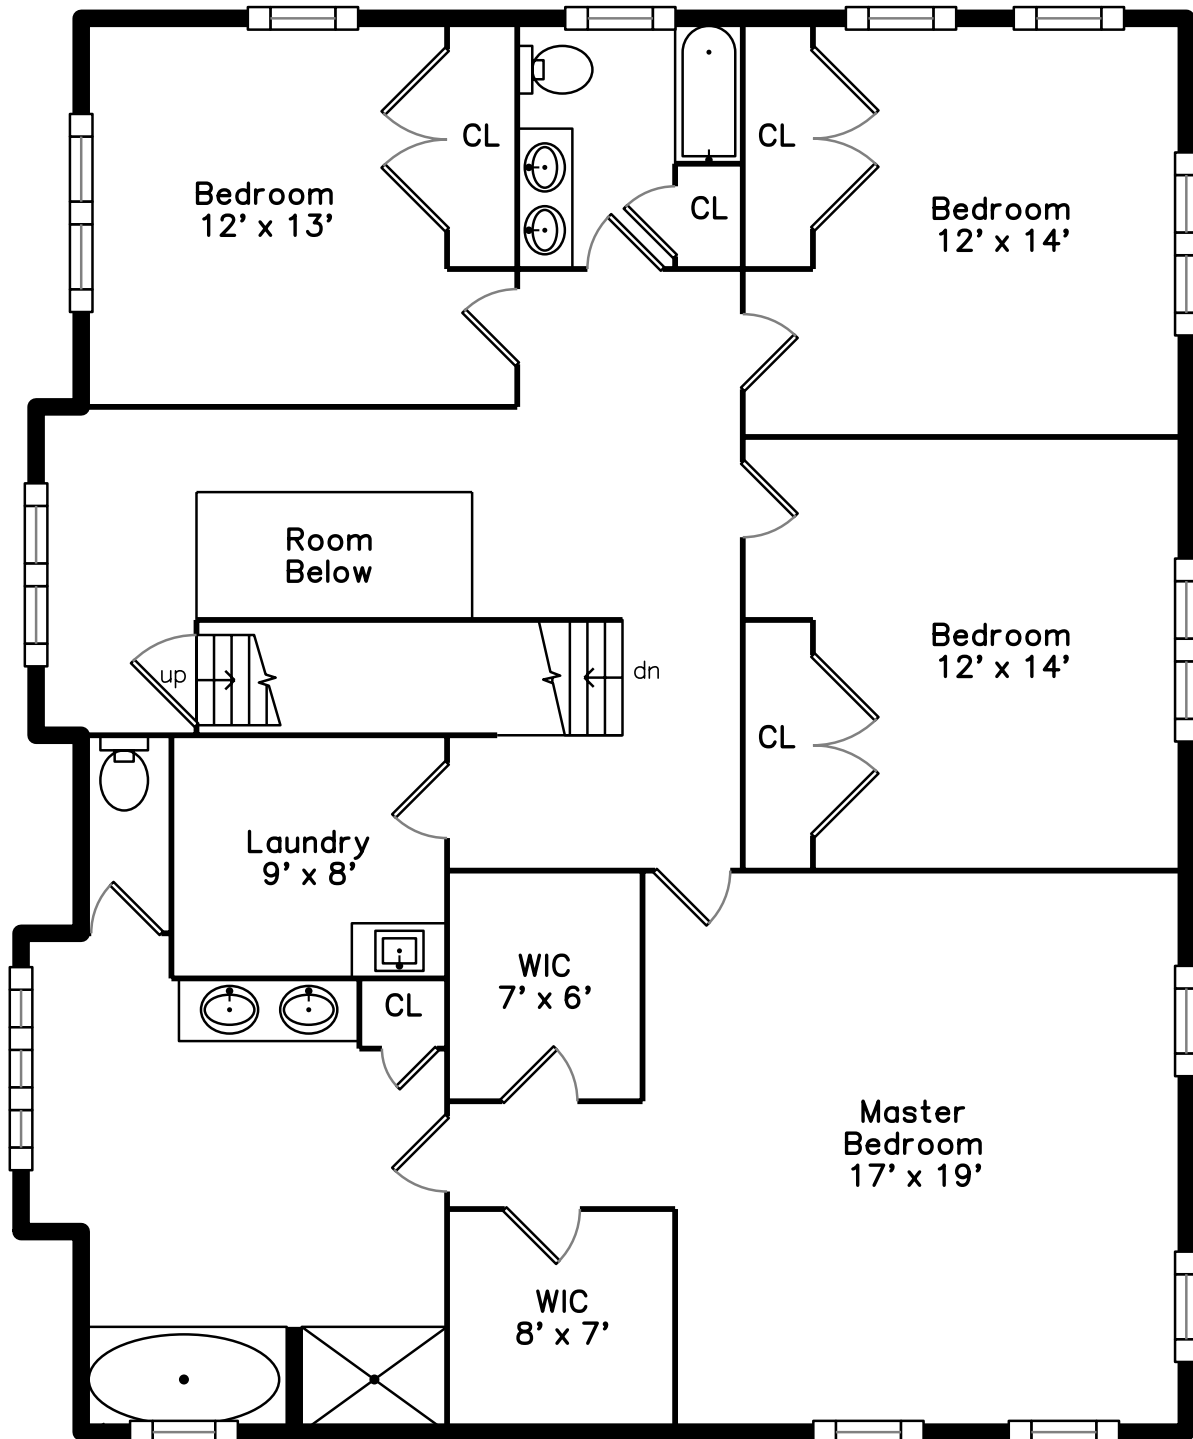 CL
CL
Bedroom
12' x 13'
CL
Bedroom
12' x 14'
Room
Below
Bedroom
12' x 14'
up
dn
CL
Laundry
9' x 8'
WIC
7' x 6'
CL
Master
Bedroom
17' x 19'
WIC
8' x 7'